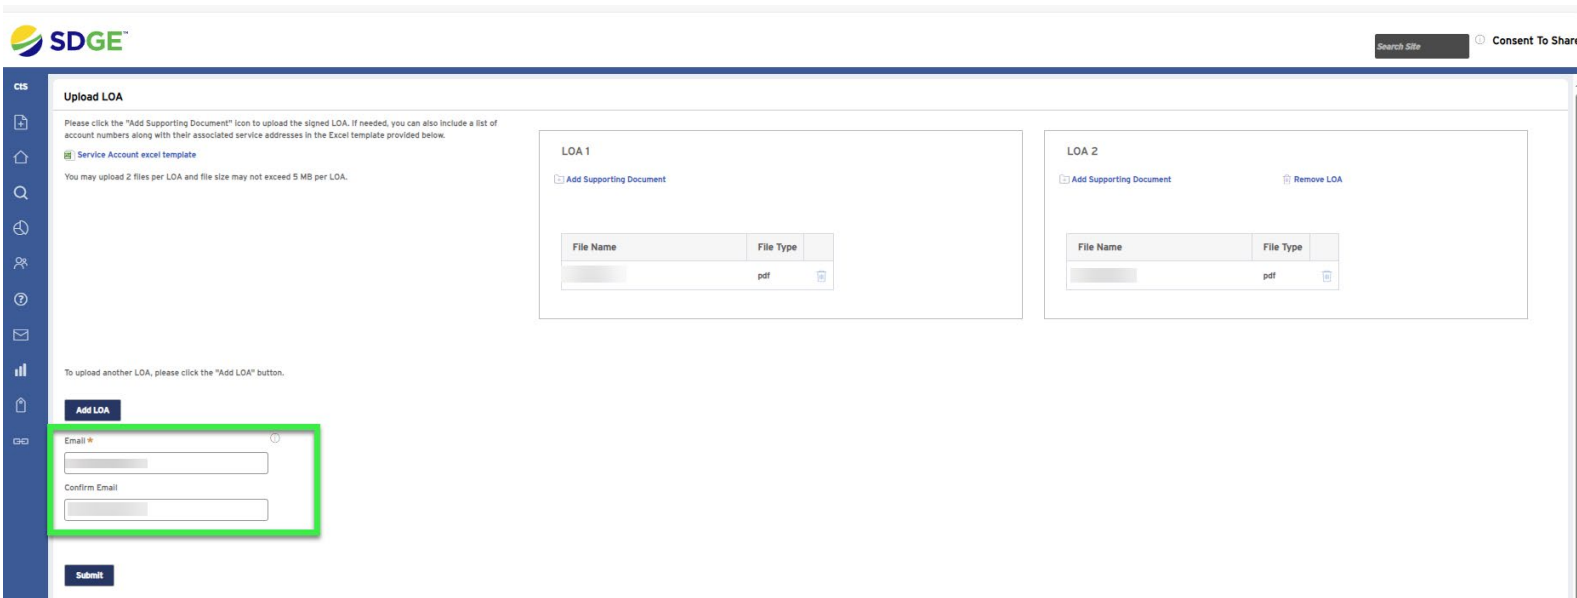 SDGE™
Search Site
Consent To Share
CIS
Upload LOA
Please click the "Add Supporting Document" icon to upload the signed LOA. If needed, you can also include a list of
account numbers along with their associated service addresses in the Excel template provided below.
Service Account excel template
You may upload 2 files per LOA and file size may not exceed 5 MB per LOA.
LOA 1
Add Supporting Document
File Name File Type
pdf
LOA 2
Add Supporting Document Remove LOA
File Name File Type
pdf
To upload another LOA, please click the "Add LOA" button.
Add LOA
Email★
Confirm Email
Submit